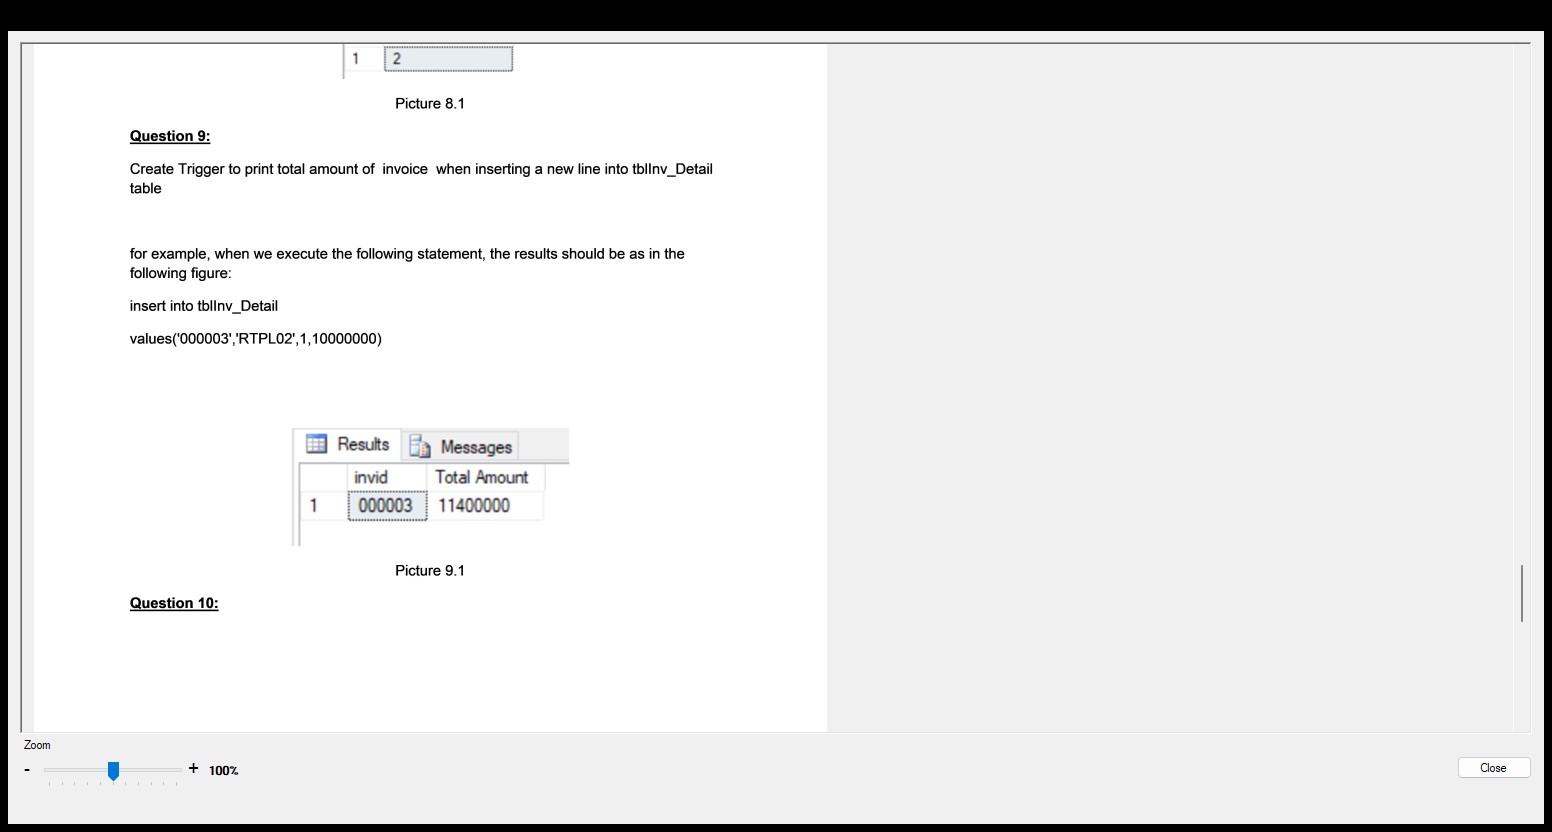 1 2
Picture 8.1
Question 9:
Create Trigger to print total amount of invoice when inserting a new line into tblInv_Detail
table
for example, when we execute the following statement, the results should be as in the
following figure:
insert into tblInv_Detail
values('000003','RTPL02',1,10000000)
Results Messages
invid Total Amount
1 000003 11400000
Picture 9.1
Question 10:
Zoom
- + 100%
Close